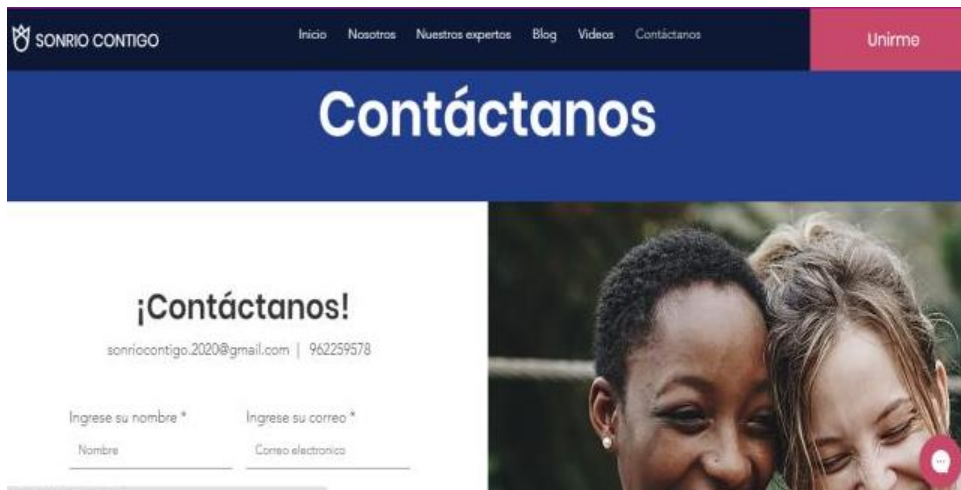 SONRIO CONTIGO
Inicio Nosotros Nuestros expertos Blog Videos Contáctanos
Unirme
Contáctanos
¡Contáctanos!
sonriocontigo.2020@gmail.com | 962259578
Ingrese su nombre * Ingrese su correo *
Nombre Correo electronico